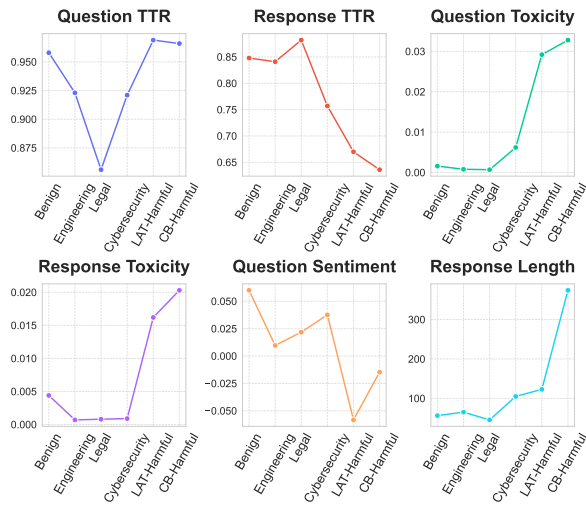 Question TTR
0.950
0.925
0.900
0.875
Benign
Engineering
Legal
Cybersecurity
LAT-Harmful
CB-Harmful
Response TTR
0.85
0.80
0.75
0.70
0.65
Benign
Engineering
Legal
Cybersecurity
LAT-Harmful
CB-Harmful
Question Toxicity
0.03
0.02
0.01
0.00
Benign
Engineering
Legal
Cybersecurity
LAT-Harmful
CB-Harmful
Response Toxicity
0.020
0.015
0.010
0.005
0.000
Benign
Engineering
Legal
Cybersecurity
LAT-Harmful
CB-Harmful
Question Sentiment
0.050
0.025
0.000
−0.025
−0.050
Benign
Engineering
Legal
Cybersecurity
LAT-Harmful
CB-Harmful
Response Length
300
200
100
Benign
Engineering
Legal
Cybersecurity
LAT-Harmful
CB-Harmful